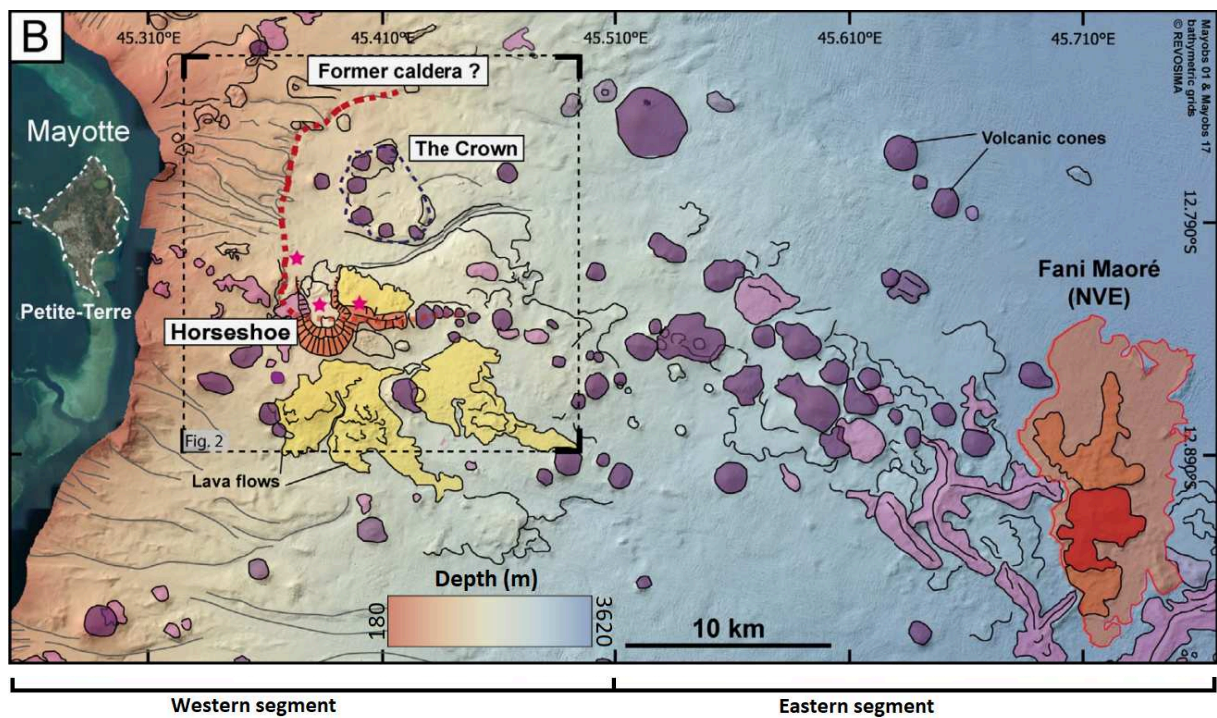 B
45.310°E
45.410°E
45.510°E
45.610°E
45.710°E
Mayobs 01 & Mayobs 17
bathymetric grids
© REVOSIMA
Former caldera ?
Mayotte
The Crown
Volcanic cones
12.790°S
Fani Maoré
(NVE)
Petite-Terre
Horseshoe
Fig. 2
12.890°S
Lava flows
Depth (m)
180
3620
10 km
Western segment
Eastern segment